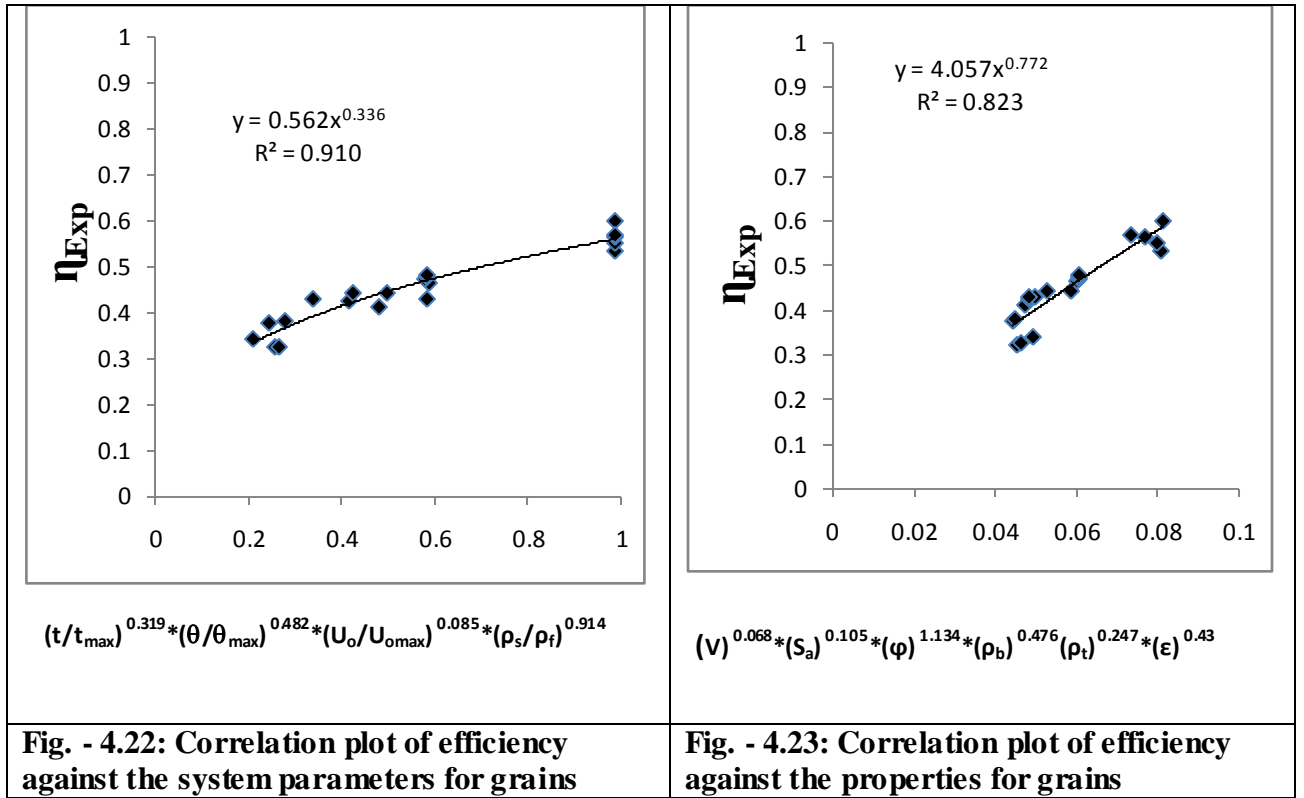 1
0.9
0.8
0.7
0.6
0.5
0.4
0.3
0.2
0.1
0
y = 0.562x^0.336
R² = 0.910
ηExp
0 0.2 0.4 0.6 0.8 1
(t/tmax)^0.319*(θ/θmax)^0.482*(Uo/Uomax)^0.085*(ρs/ρf)^0.914
Fig. - 4.22: Correlation plot of efficiency
against the system parameters for grains
1
0.9
0.8
0.7
0.6
0.5
0.4
0.3
0.2
0.1
0
y = 4.057x^0.772
R² = 0.823
ηExp
0 0.02 0.04 0.06 0.08 0.1
(V)^0.068*(Sa)^0.105*(φ)^1.134*(ρb)^0.476(ρt)^0.247*(ε)^0.43
Fig. - 4.23: Correlation plot of efficiency
against the properties for grains